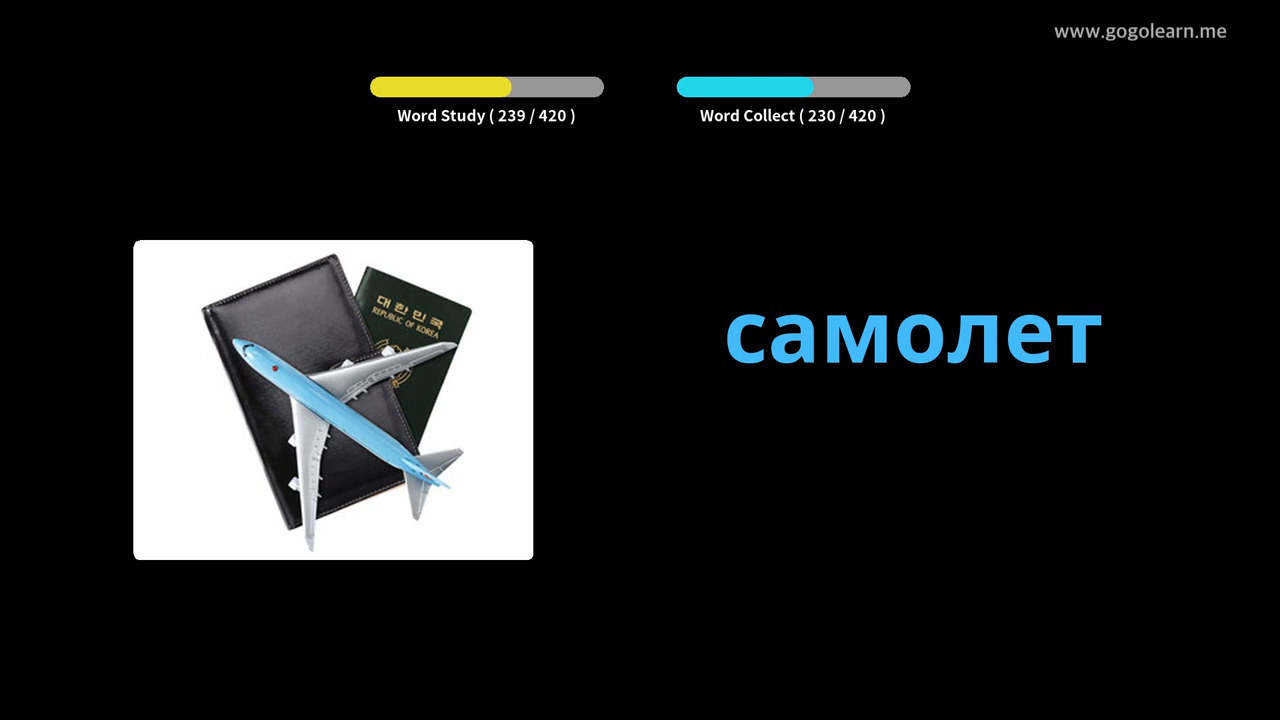 www.gogolearn.me
Word Study ( 239 / 420 )
Word Collect ( 230 / 420 )
대한민국
REPUBLIC OF KOREA
самолет